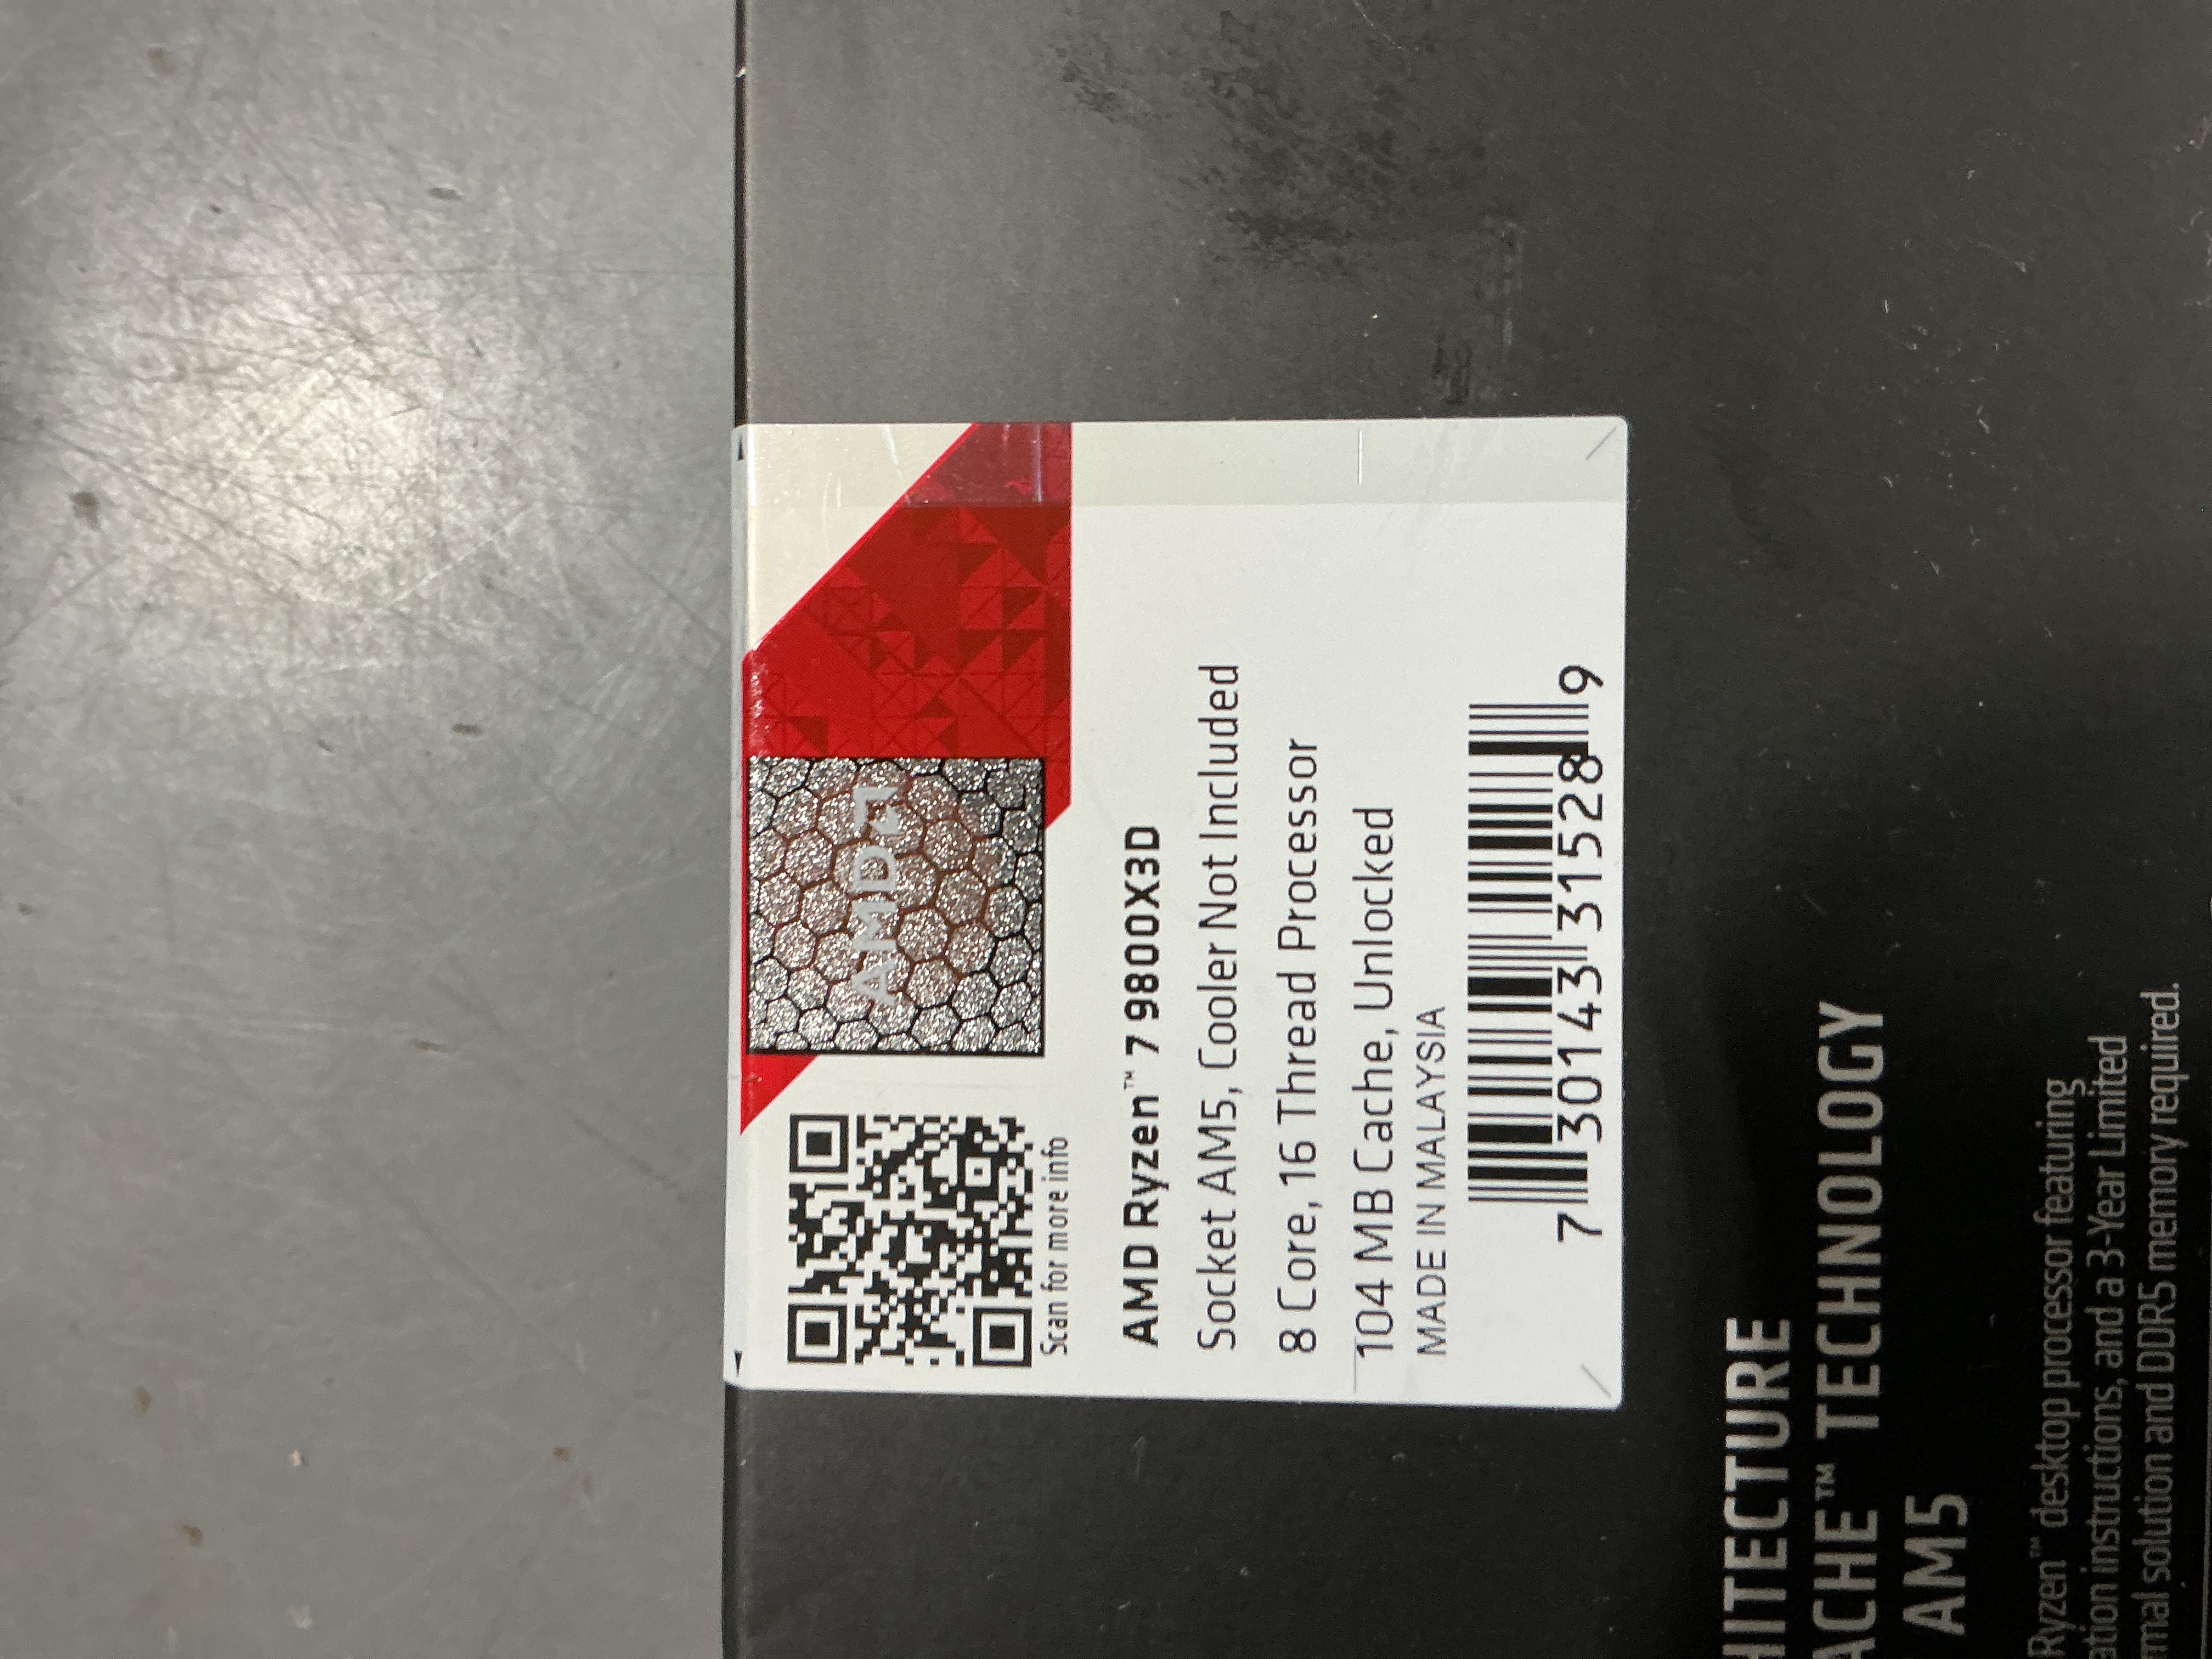 AMD
Scan for more info
AMD Ryzen™ 7 9800X3D
Socket AM5, Cooler Not Included
8 Core, 16 Thread Processor
104 MB Cache, Unlocked
MADE IN MALAYSIA
7 30143 31528 9
HITECTURE
ACHE™ TECHNOLOGY
AM5
Ryzen™ desktop processor featuring
ation instructions, and a 3-Year Limited
rmal solution and DDR5 memory required.